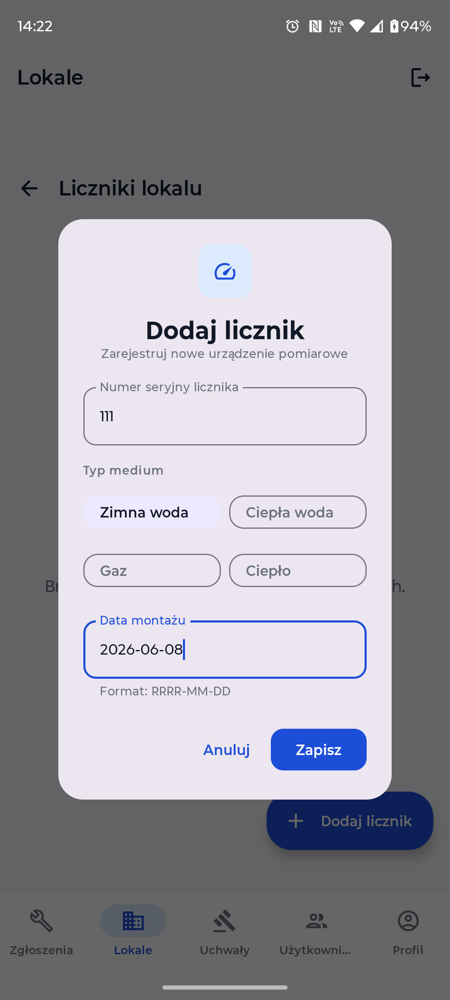 14:22
Vo LTE
94%
Lokale
Liczniki lokalu
Dodaj licznik
Zarejestruj nowe urządzenie pomiarowe
Numer seryjny licznika
111
Typ medium
Zimna woda
Ciepła woda
Gaz
Ciepło
Data montażu
2026-06-08
Format: RRRR-MM-DD
Anuluj
Zapisz
Dodaj licznik
Zgłoszenia
Lokale
Uchwały
Użytkowni...
Profil